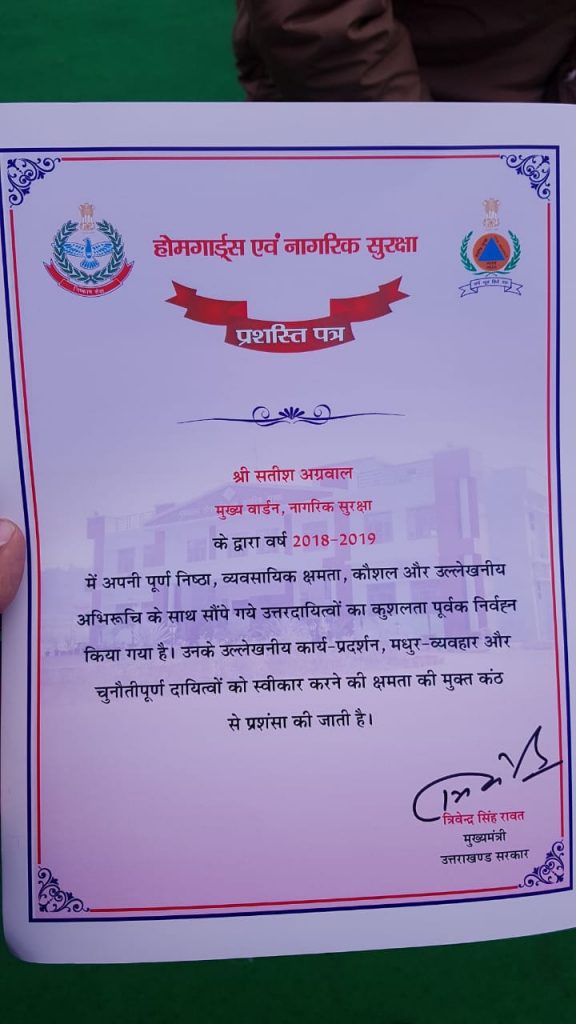 होमगार्ड्स एवं नागरिक सुरक्षा
निष्काम सेवा
प्रशस्ति पत्र
श्री सतीश अग्रवाल
मुख्य वार्डन, नागरिक सुरक्षा
के द्वारा वर्ष 2018-2019
में अपनी पूर्ण निष्ठा, व्यवसायिक क्षमता, कौशल और उल्लेखनीय
अभिरूचि के साथ सौंपे गये उत्तरदायित्वों का कुशलता पूर्वक निर्वहन
किया गया है। उनके उल्लेखनीय कार्य-प्रदर्शन, मधुर-व्यवहार और
चुनौतीपूर्ण दायित्वों को स्वीकार करने की क्षमता की मुक्त कंठ
से प्रशंसा की जाती है।
त्रिवेन्द्र सिंह रावत
मुख्यमंत्री
उत्तराखण्ड सरकार